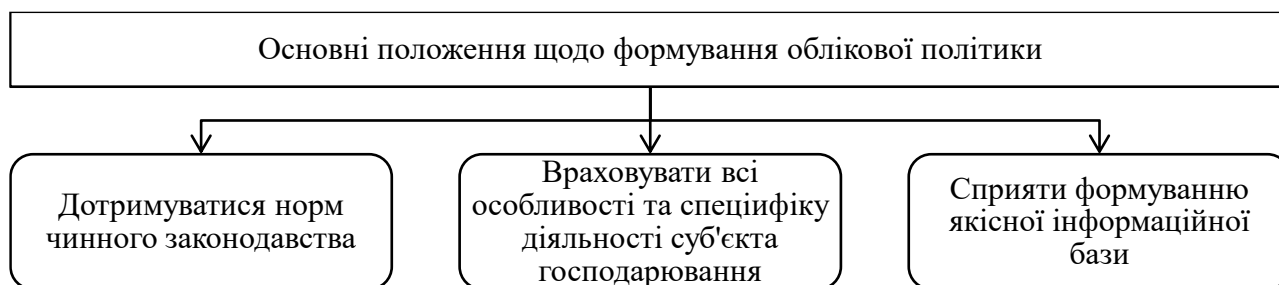 Основні положення щодо формування облікової політики
Дотримуватися норм
чинного законодавства
Враховувати всі
особливості та спеціифіку
діяльності суб'єкта
господарювання
Сприяти формуванню
якісної інформаційної
бази